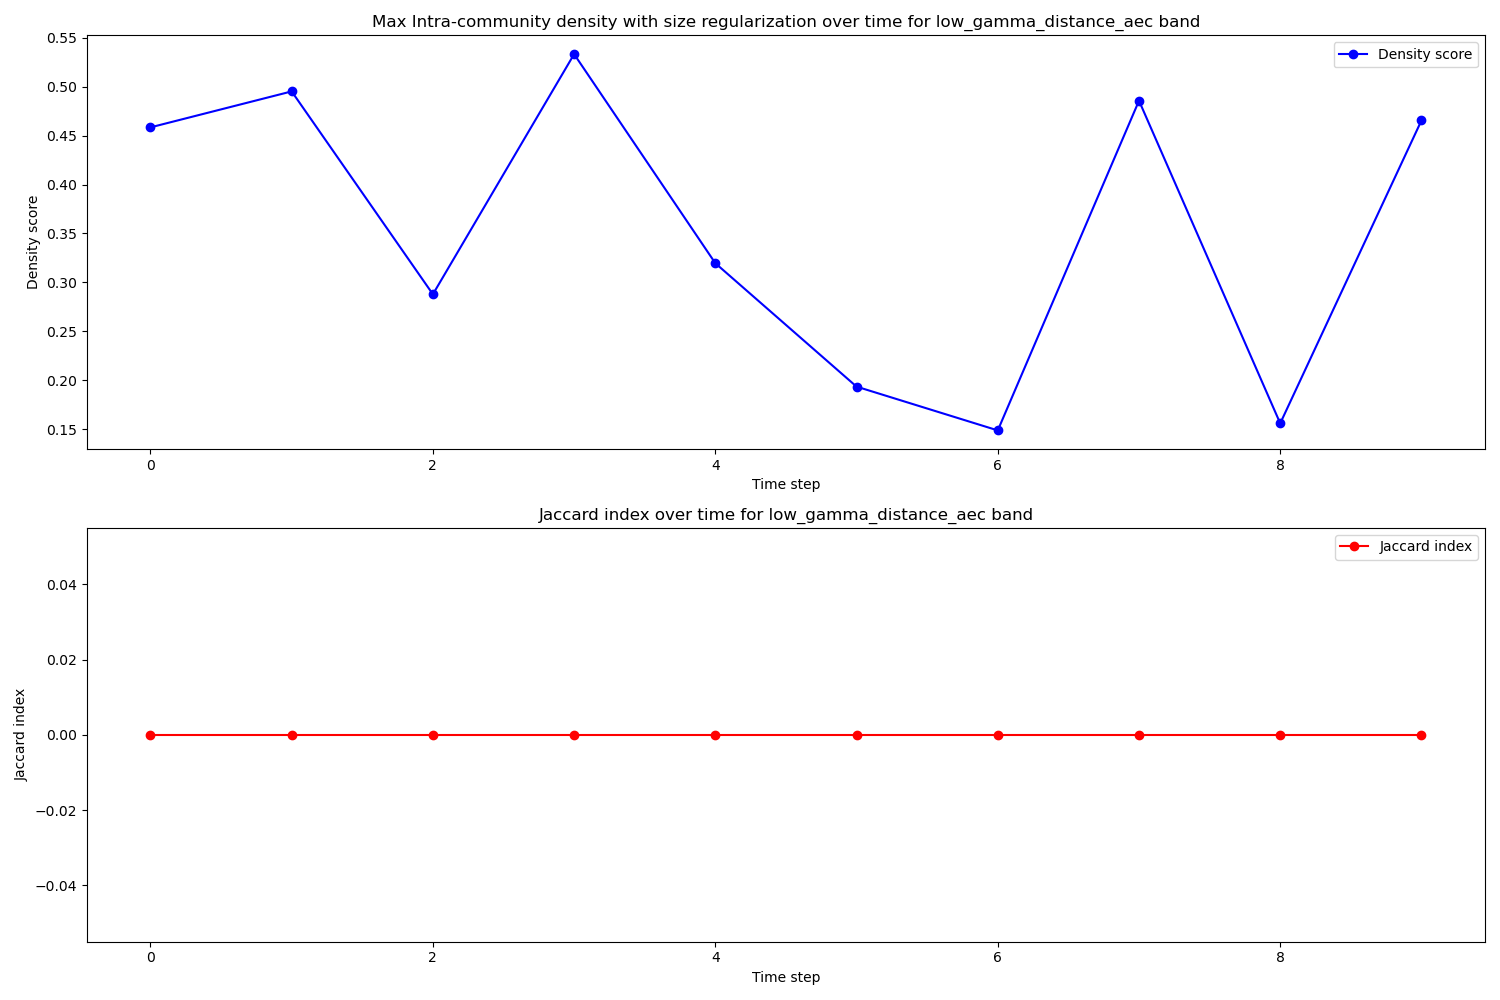 Max Intra-community density with size regularization over time for low_gamma_distance_aec band
Density score
0.55
0.50
0.45
0.40
0.35
0.30
0.25
0.20
0.15
Density score
0 2 4 6 8
Time step
Jaccard index over time for low_gamma_distance_aec band
Jaccard index
0.04
0.02
0.00
−0.02
−0.04
Jaccard index
0 2 4 6 8
Time step